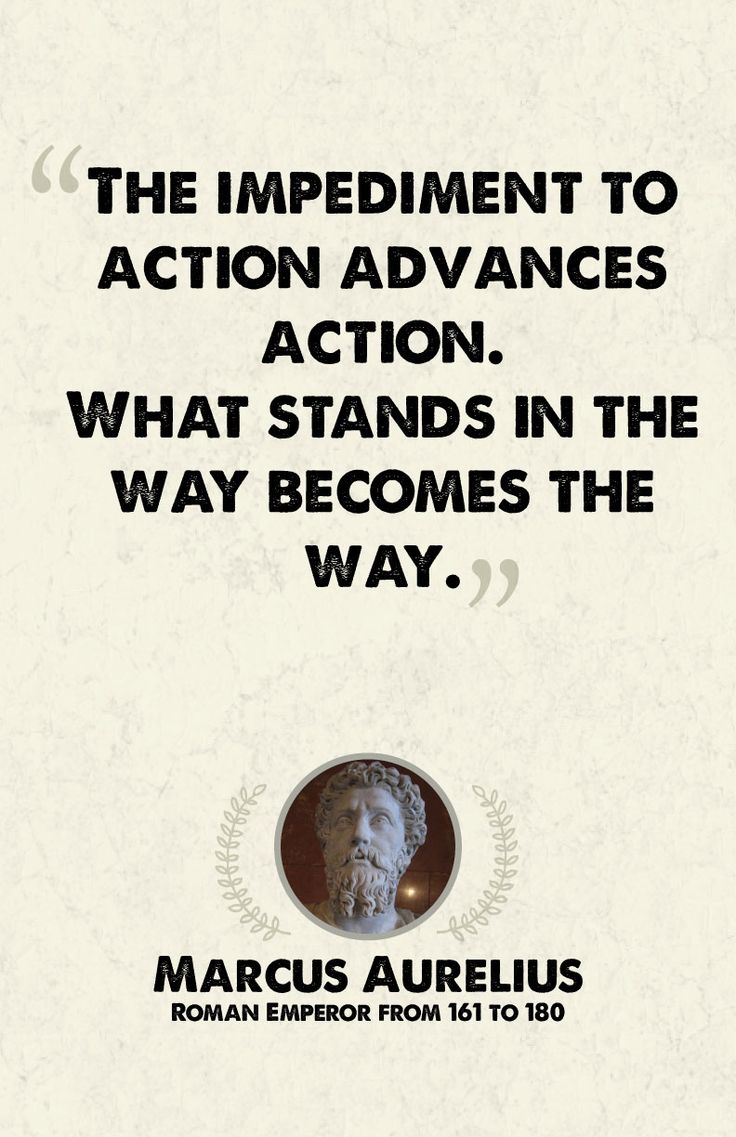 “The impediment to
action advances
action.
What stands in the
way becomes the
way.”
Marcus Aurelius
Roman Emperor from 161 to 180